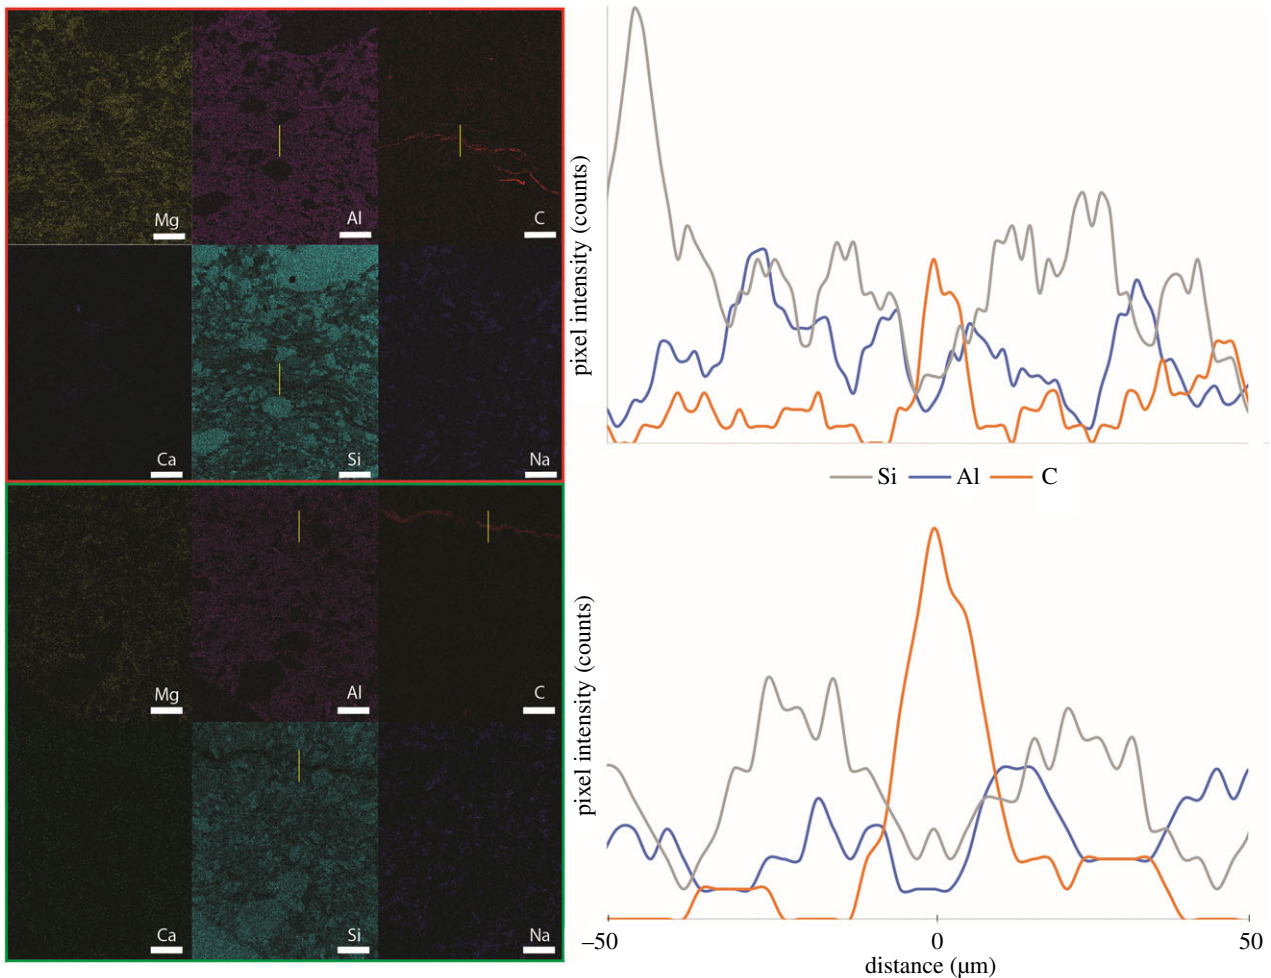 Mg
Al
C
Ca
Si
Na
Mg
Al
C
Ca
Si
Na
pixel intensity (counts)
Si Al C
pixel intensity (counts)
–50 0 50
distance (µm)